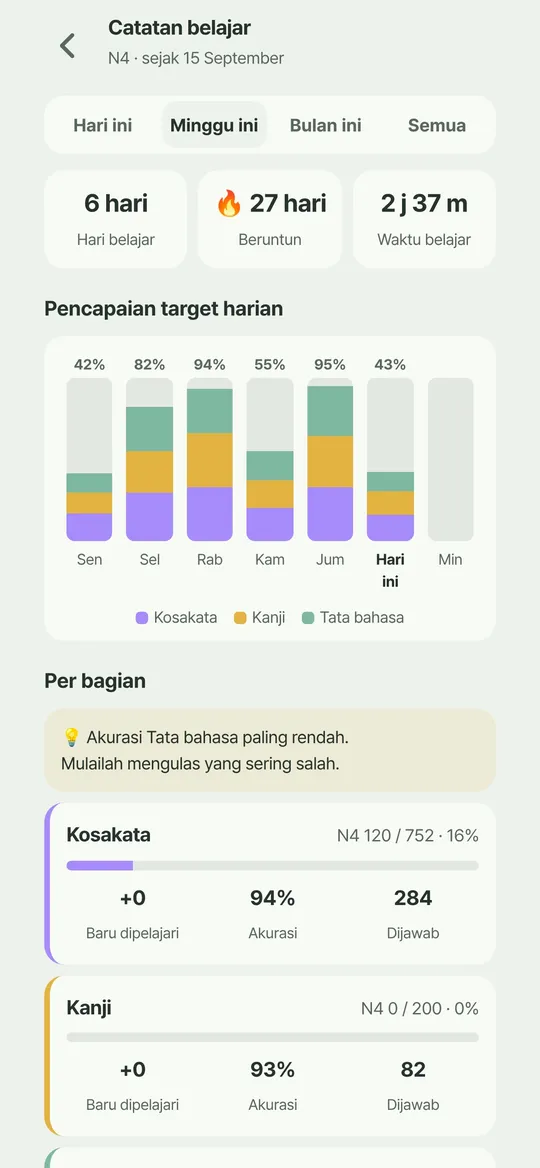 Catatan belajar
N4 · sejak 15 September
Hari ini
Minggu ini
Bulan ini
Semua
6 hari
Hari belajar
🔥 27 hari
Beruntun
2 j 37 m
Waktu belajar
Pencapaian target harian
42%
82%
94%
55%
95%
43%
Sen
Sel
Rab
Kam
Jum
Hari
ini
Min
Kosakata
Kanji
Tata bahasa
Per bagian
💡 Akurasi Tata bahasa paling rendah.
Mulailah mengulas yang sering salah.
Kosakata
N4 120 / 752 · 16%
+0
Baru dipelajari
94%
Akurasi
284
Dijawab
Kanji
N4 0 / 200 · 0%
+0
Baru dipelajari
93%
Akurasi
82
Dijawab